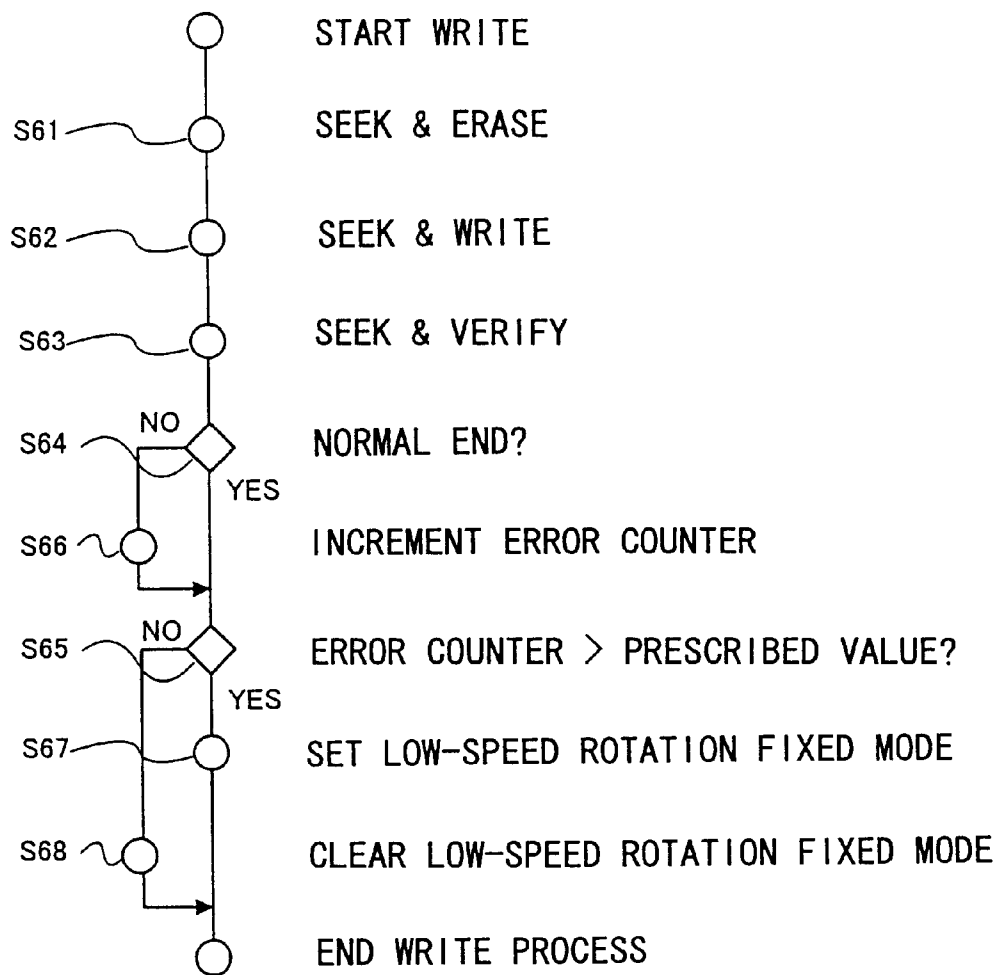 START WRITE
S61 SEEK & ERASE
S62 SEEK & WRITE
S63 SEEK & VERIFY
NO
S64 NORMAL END?
YES
S66 INCREMENT ERROR COUNTER
NO
S65 ERROR COUNTER > PRESCRIBED VALUE?
YES
S67 SET LOW-SPEED ROTATION FIXED MODE
S68 CLEAR LOW-SPEED ROTATION FIXED MODE
END WRITE PROCESS